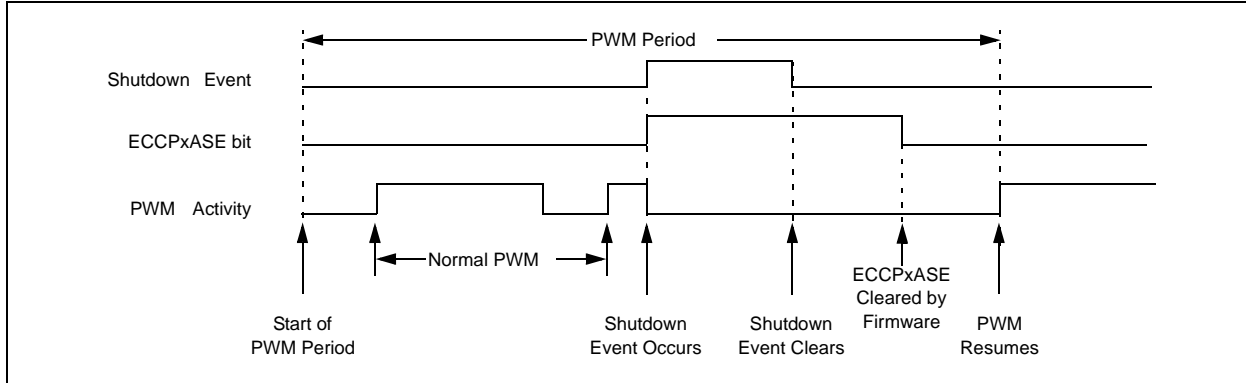 PWM Period
Shutdown Event
ECCPxASE bit
PWM Activity
Normal PWM
Start of
PWM Period
Shutdown
Event Occurs
Shutdown
Event Clears
ECCPxASE
Cleared by
Firmware
PWM
Resumes